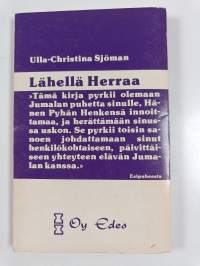 Ulla-Christina Sjöman
Lähellä Herraa
»Tämä kirja pyrkii olemaan
Jumalan puhetta sinulle, Hä-
nen Pyhän Henkensä innoit-
tamaa, ja herättämään sinus-
sa uskon. Se pyrkii toisin sa-
noen johdattamaan sinut
henkilökohtaiseen, päivittäi-
seen yhteyteen elävän Juma-
lan kanssa.»
Esipuheesta
Oy Edes